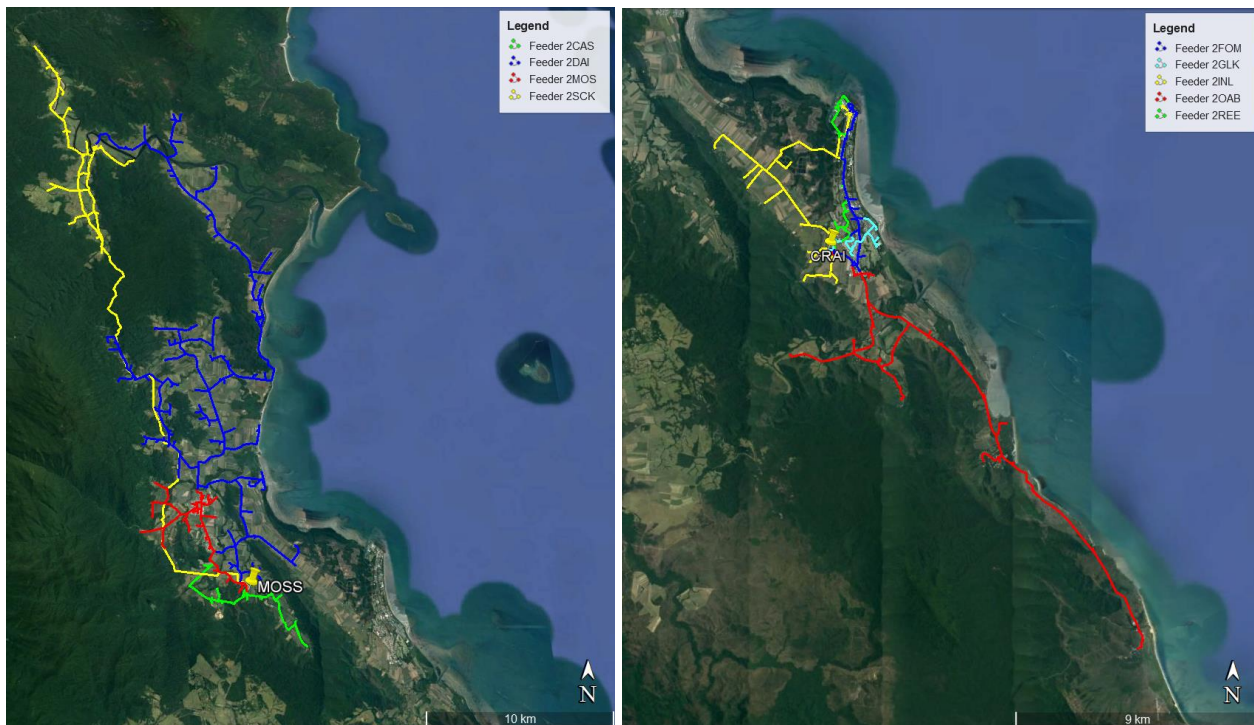 Legend
Feeder 2CAS
Feeder 2DAI
Feeder 2MOS
Feeder 2SCK
MOSS
N
10 km
Legend
Feeder 2FOM
Feeder 2GLK
Feeder 2INL
Feeder 2OAB
Feeder 2REE
CRAI
N
9 km